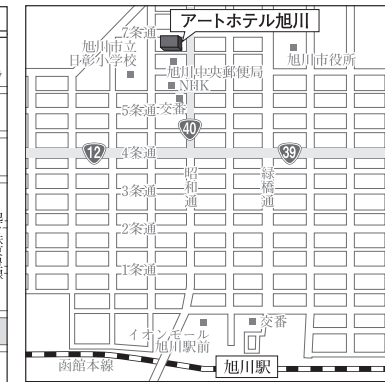 アートホテル旭川
7条通
旭川市立
日章小学校
旭川中央郵便局
NHK
旭川市役所
5条通
交番
40
12
4条通
39
昭和通
緑橋通
3条通
2条通
1条通
イオンモール
旭川駅前
交番
函館本線
旭川駅